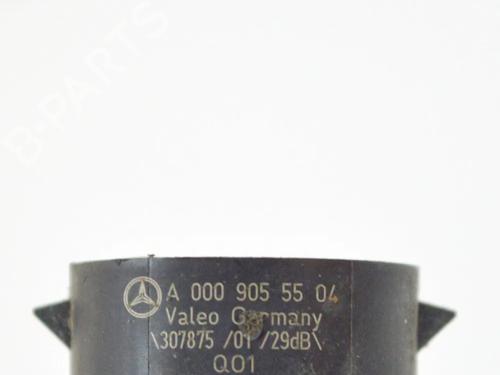 B-PARTS
A 000 905 55 04
Valeo Germany
\307875 /01 /29dB\
Q01